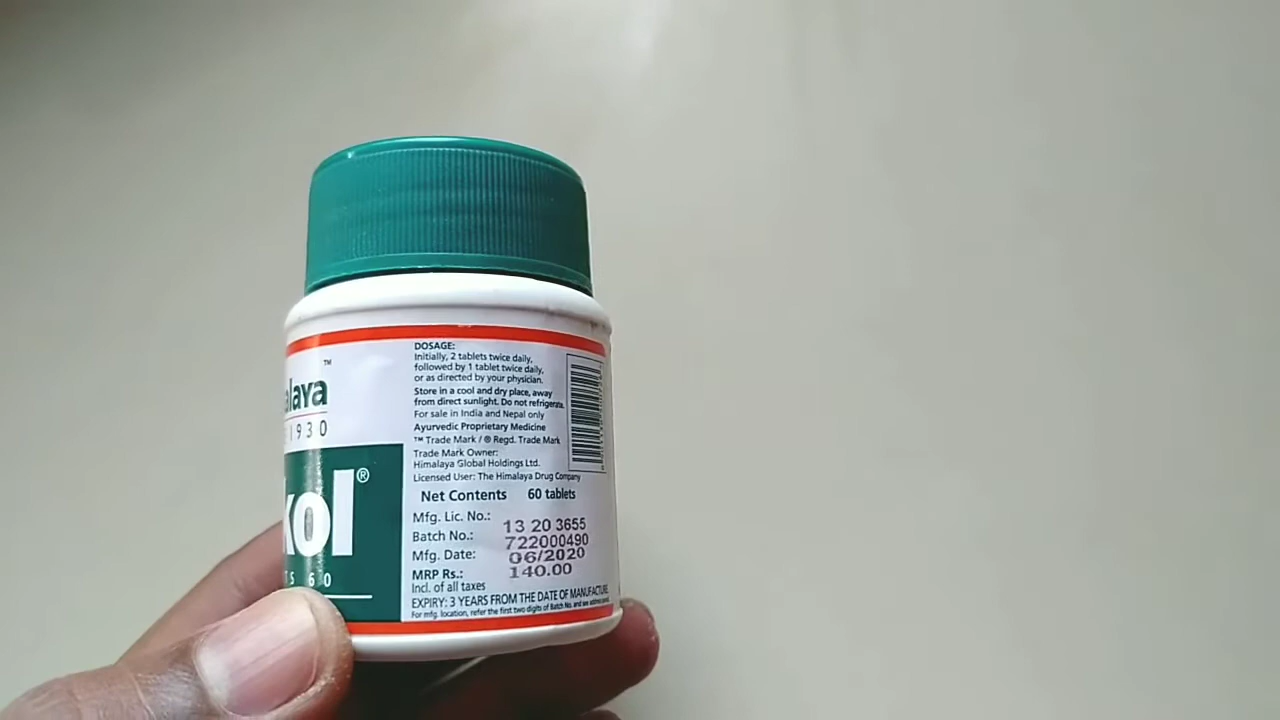 alaya™
1930
kol®
TS 60
DOSAGE:
Initially, 2 tablets twice daily,
followed by 1 tablet twice daily,
or as directed by your physician.
Store in a cool and dry place, away
from direct sunlight. Do not refrigerate.
For sale in India and Nepal only
Ayurvedic Proprietary Medicine
™ Trade Mark / ® Regd. Trade Mark
Trade Mark Owner:
Himalaya Global Holdings Ltd.
Licensed User: The Himalaya Drug Company
Net Contents 60 tablets
Mfg. Lic. No.: 13 20 3655
Batch No.: 722000490
Mfg. Date: 06/2020
MRP Rs.: 140.00
Incl. of all taxes
EXPIRY: 3 YEARS FROM THE DATE OF MANUFACTURE
For mfg. location, refer the first two digits of Batch No. and see address